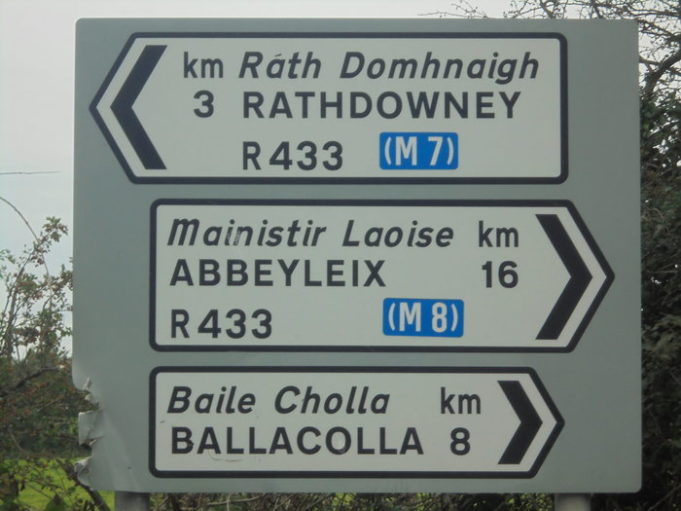 km Ráth Domhnaigh
3 RATHDOWNEY
R433 (M7)
Mainistir Laoise km
ABBEYLEIX 16
R433 (M8)
Baile Cholla km
BALLACOLLA 8